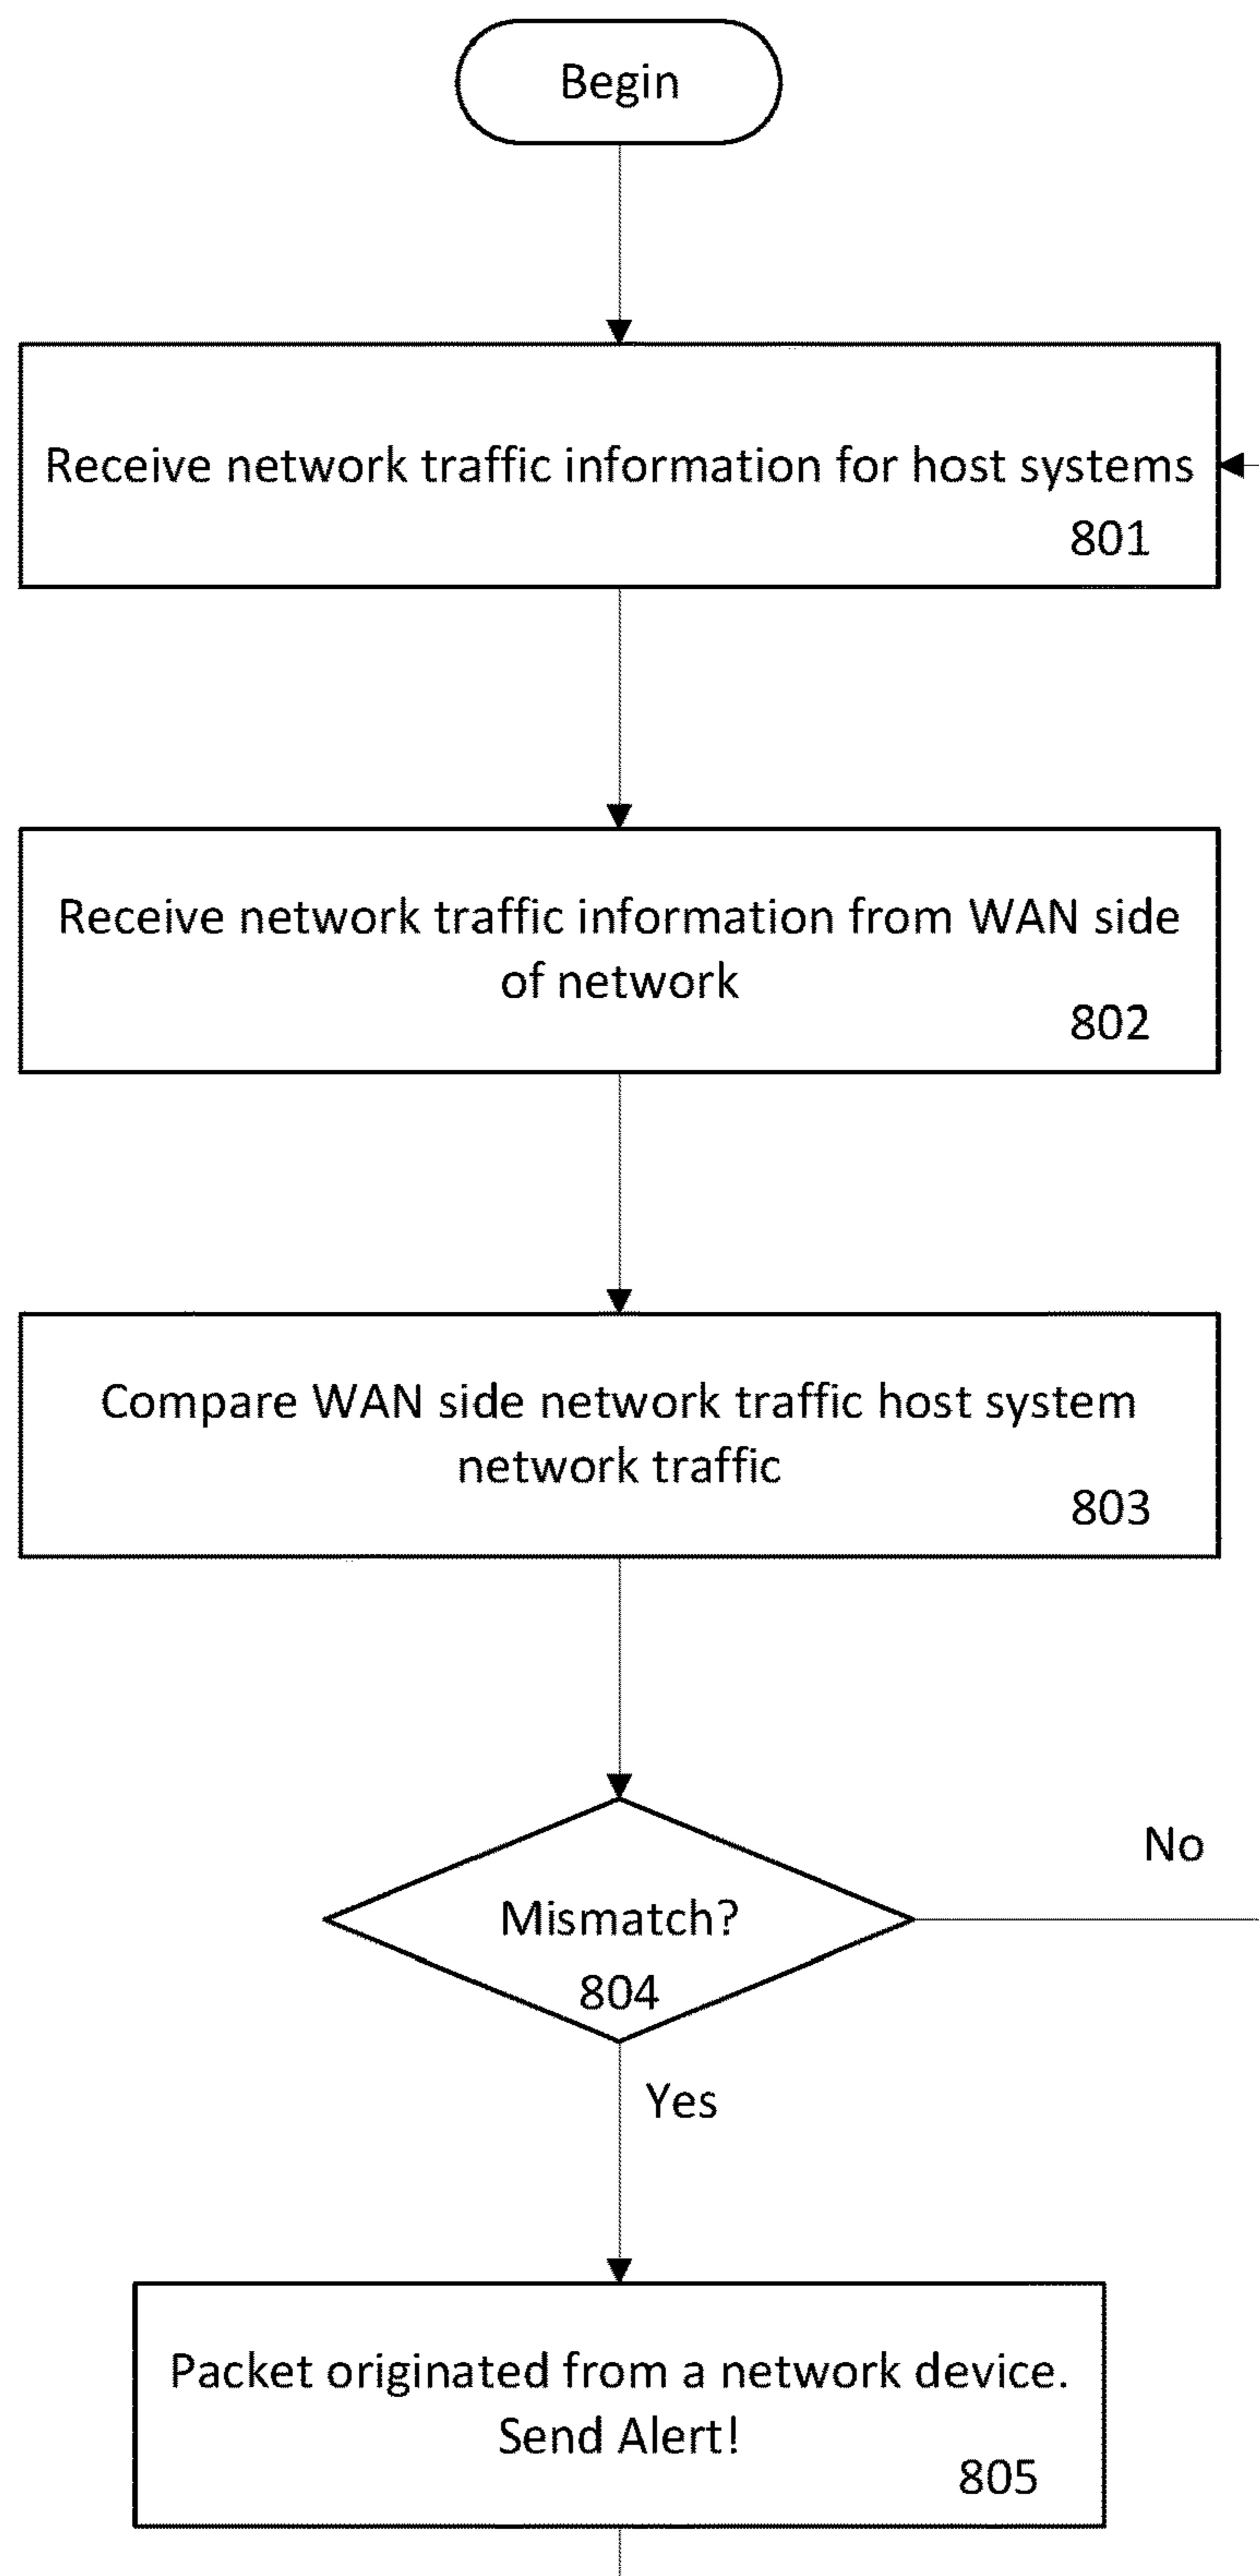 Begin
Receive network traffic information for host systems
801
Receive network traffic information from WAN side
of network
802
Compare WAN side network traffic host system
network traffic
803
Mismatch?
804
No
Yes
Packet originated from a network device.
Send Alert!
805